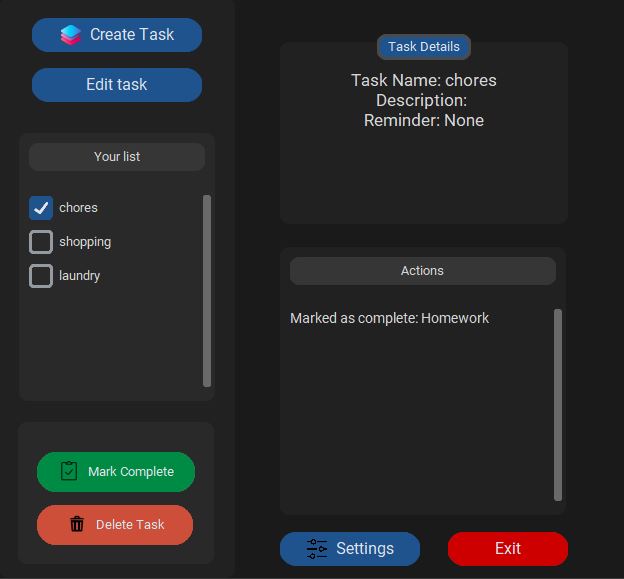 Create Task
Edit task
Your list
chores
shopping
laundry
Mark Complete
Delete Task
Task Details
Task Name: chores
Description:
Reminder: None
Actions
Marked as complete: Homework
Settings
Exit